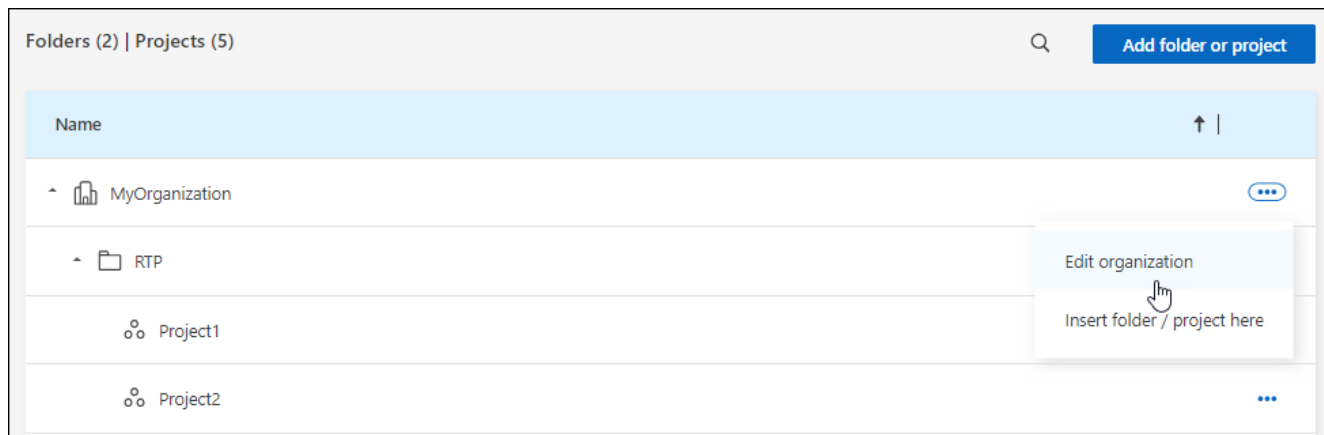 Folders (2) | Projects (5)
Add folder or project
Name
MyOrganization
RTP
Edit organization
Project1
Insert folder / project here
Project2